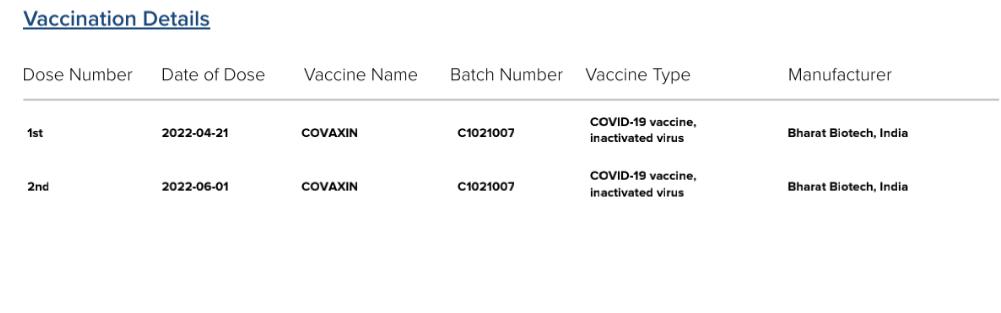 Vaccination Details
Dose Number Date of Dose Vaccine Name Batch Number Vaccine Type Manufacturer
COVID-19 vaccine,
1st 2022-04-21 COVAXIN C1021007 Bharat Biotech, India
inactivated virus
COVID-19 vaccine,
2nd 2022-06-01 COVAXIN C1021007 Bharat Biotech, India
inactivated virus